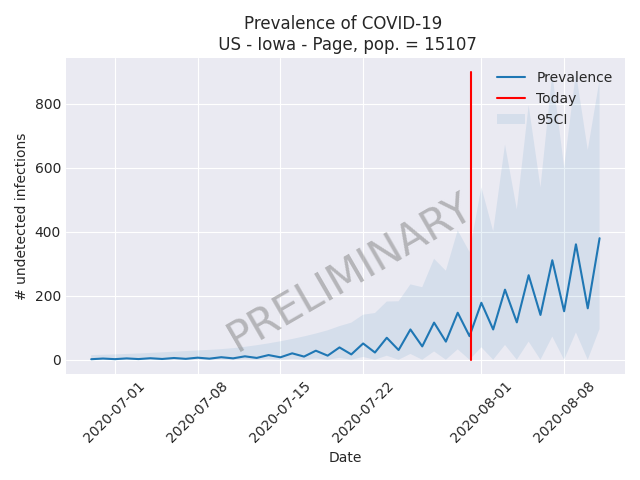 Prevalence of COVID-19
US - Iowa - Page, pop. = 15107
Prevalence
Today
95CI
PRELIMINARY
# undetected infections
800
600
400
200
0
2020-07-01
2020-07-08
2020-07-15
2020-07-22
2020-08-01
2020-08-08
Date